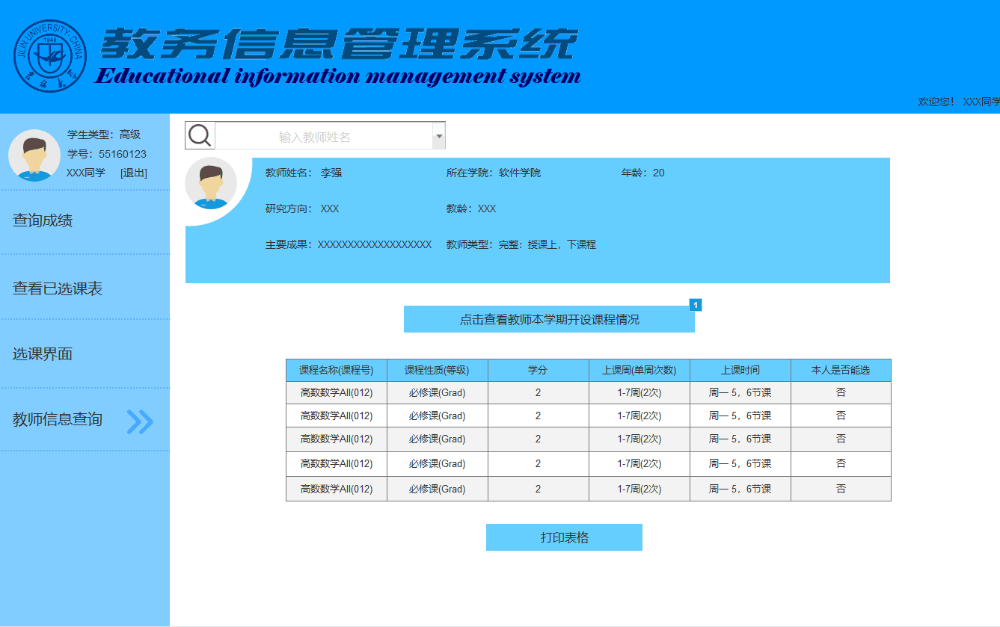 JILIN UNIVERSITY·CHINA
1946
教务信息管理系统
Educational information management system
欢迎您！ XXX同学
学生类型：高级
学号：55160123
XXX同学 [退出]
查询成绩
查看已选课表
选课界面
教师信息查询
输入教师姓名
教师姓名： 李强 所在学院：软件学院 年龄：20
研究方向： XXX 教龄：XXX
主要成果：XXXXXXXXXXXXXXXXXXX 教师类型：完整：授课上，下课程
1
点击查看教师本学期开设课程情况
课程名称(课程号) 课程性质(等级) 学分 上课周(单周次数) 上课时间 本人是否能选
高数数学AII(012) 必修课(Grad) 2 1-7周(2次) 周一 5，6节课 否
高数数学AII(012) 必修课(Grad) 2 1-7周(2次) 周一 5，6节课 否
高数数学AII(012) 必修课(Grad) 2 1-7周(2次) 周一 5，6节课 否
高数数学AII(012) 必修课(Grad) 2 1-7周(2次) 周一 5，6节课 否
高数数学AII(012) 必修课(Grad) 2 1-7周(2次) 周一 5，6节课 否
打印表格